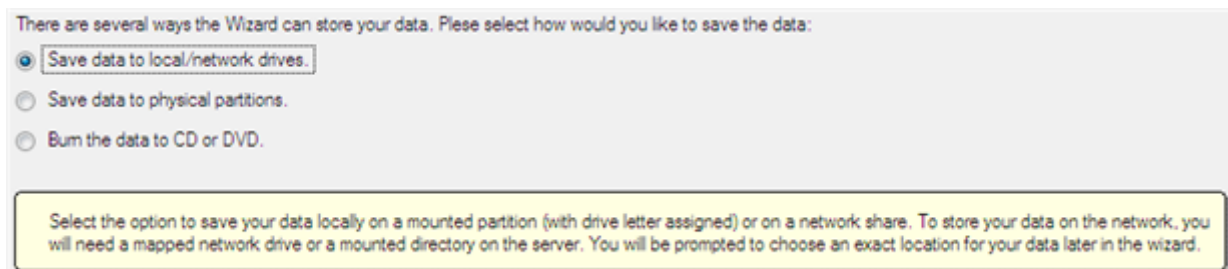 There are several ways the Wizard can store your data. Plese select how would you like to save the data:
Save data to local/network drives.
Save data to physical partitions.
Burn the data to CD or DVD.
Select the option to save your data locally on a mounted partition (with drive letter assigned) or on a network share. To store your data on the network, you
will need a mapped network drive or a mounted directory on the server. You will be prompted to choose an exact location for your data later in the wizard.